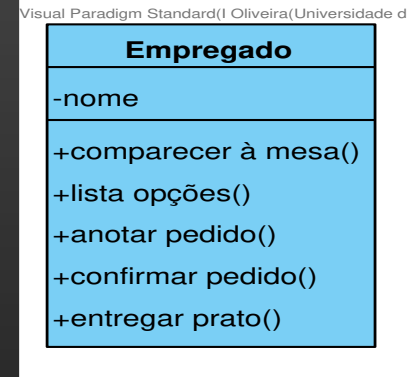 Visual Paradigm Standard(I Oliveira(Universidade d
Empregado
-nome
+comparecer à mesa()
+lista opções()
+anotar pedido()
+confirmar pedido()
+entregar prato()